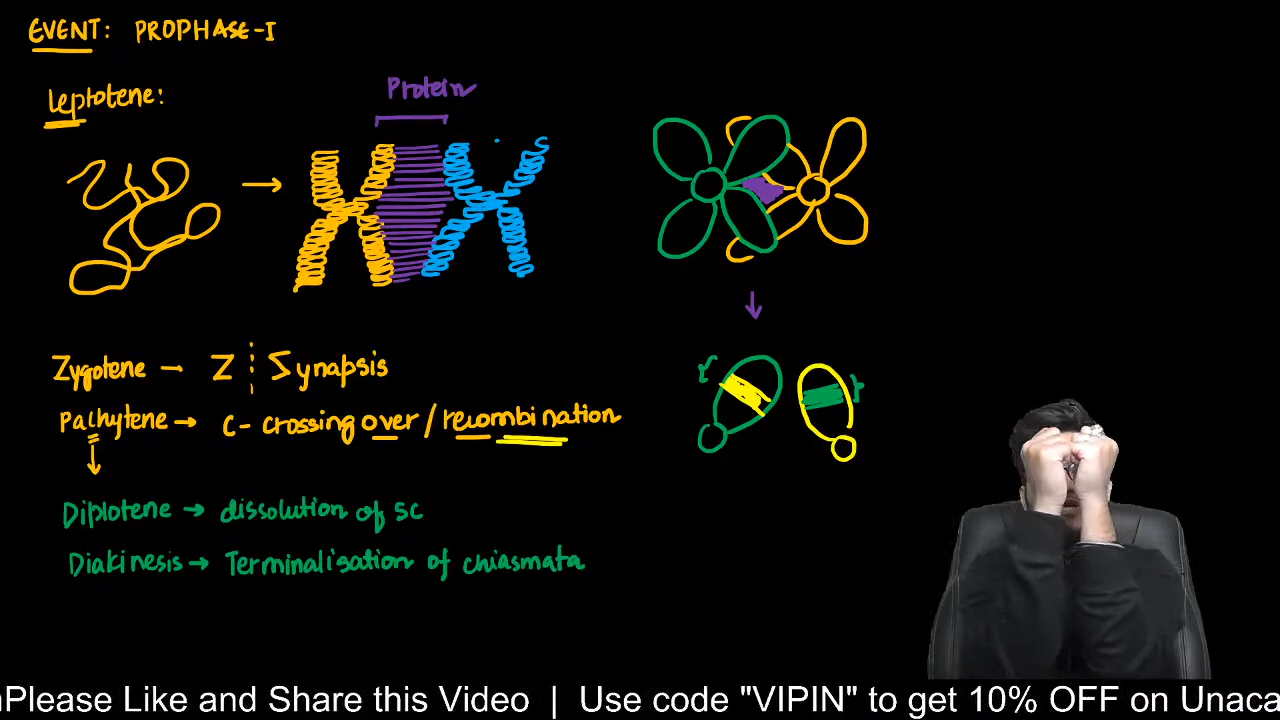 EVENT: PROPHASE-I
Leptotene:
Protein
Zygotene – Z Synapsis
Pachytene → C- crossing over / recombination
Diplotene → dissolution of SC
Diakinesis → Terminalisation of chiasmata
Please Like and Share this Video | Use code "VIPIN" to get 10% OFF on Unaca